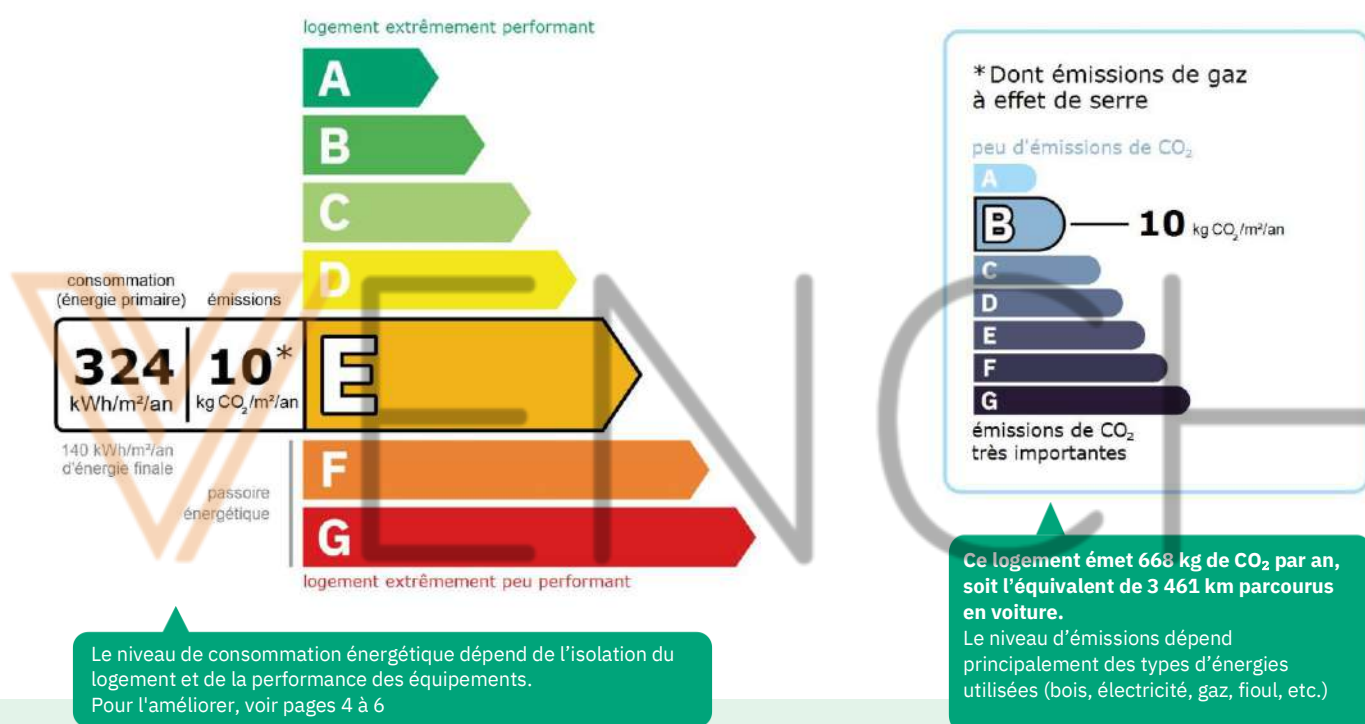 logement extrêmement performant
A
B
C
D
consommation
(énergie primaire)
émissions
324
kWh/m²/an
10*
kg CO₂/m²/an
E
140 kWh/m²/an
d'énergie finale
passoire
énergétique
F
G
logement extrêmement peu performant
Le niveau de consommation énergétique dépend de l'isolation du
logement et de la performance des équipements.
Pour l'améliorer, voir pages 4 à 6
*Dont émissions de gaz
à effet de serre
peu d'émissions de CO₂
A
B
10 kg CO₂/m²/an
C
D
E
F
G
émissions de CO₂
très importantes
Ce logement émet 668 kg de CO₂ par an,
soit l'équivalent de 3 461 km parcourus
en voiture.
Le niveau d'émissions dépend
principalement des types d'énergies
utilisées (bois, électricité, gaz, fioul, etc.)
VENCH